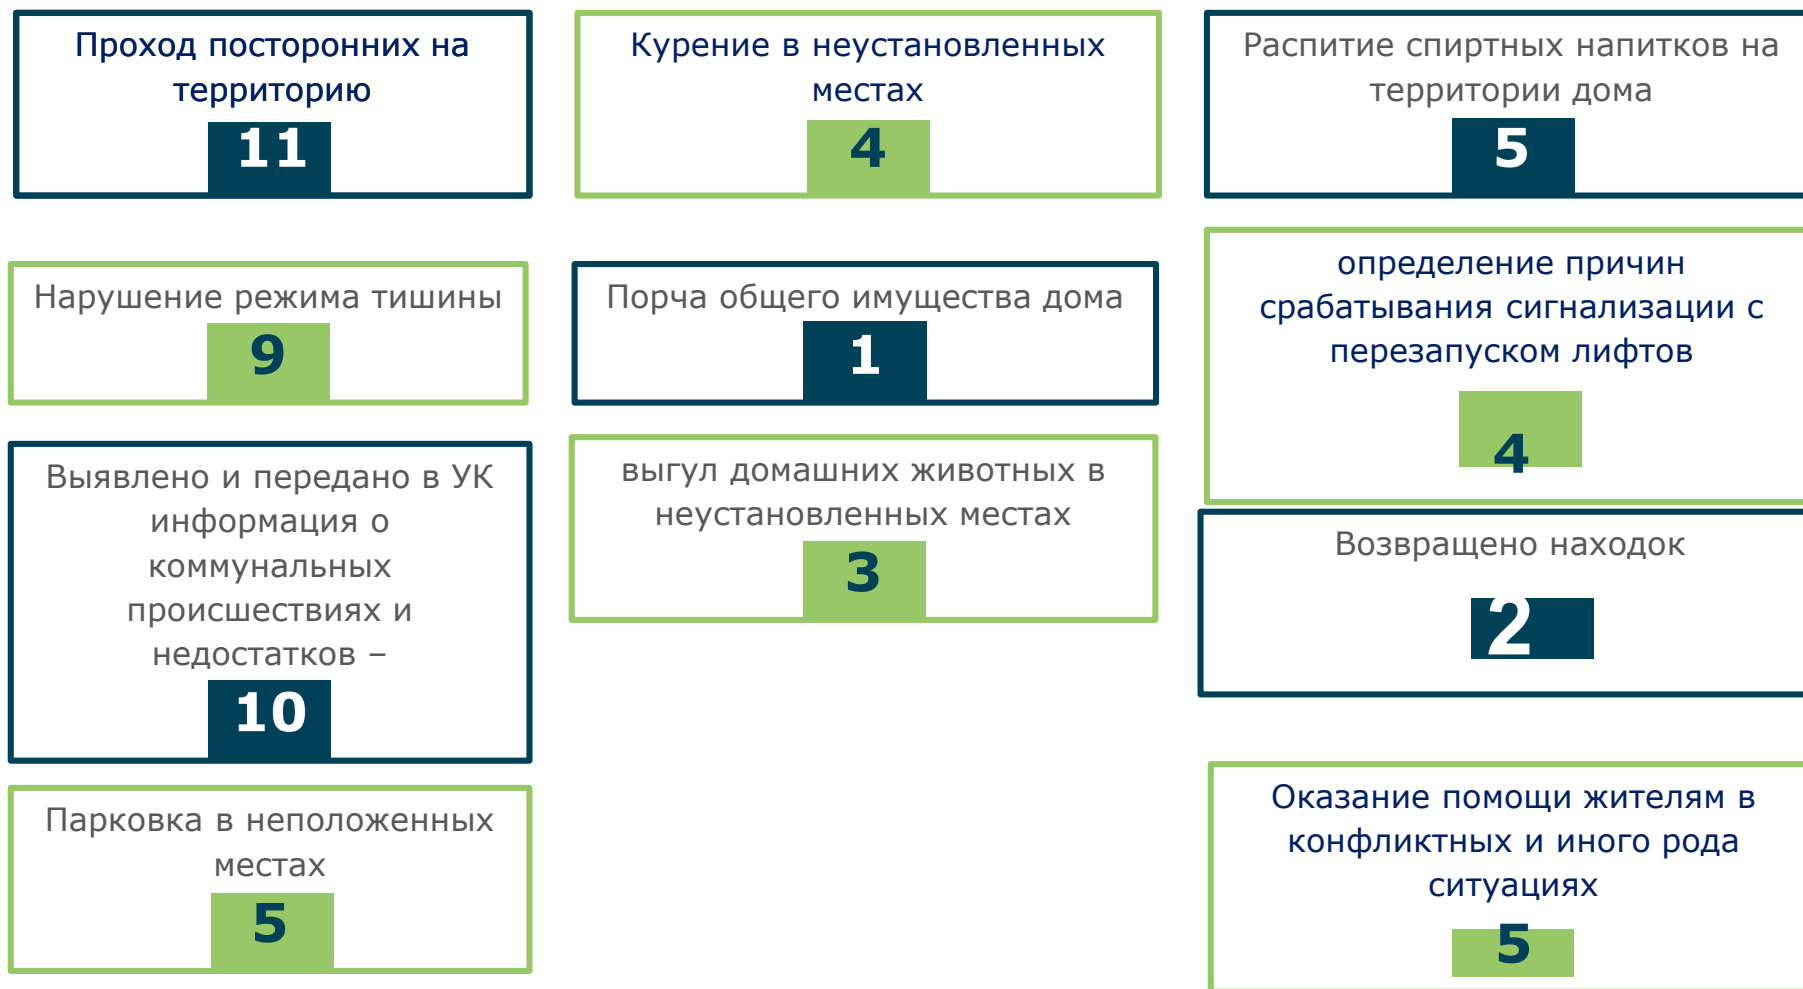 Проход посторонних на
территорию
11
Курение в неустановленных
местах
4
Распитие спиртных напитков на
территории дома
5
Нарушение режима тишины
9
Порча общего имущества дома
1
определение причин
срабатывания сигнализации с
перезапуском лифтов
4
Выявлено и передано в УК
информация о
коммунальных
происшествиях и
недостатков –
10
выгул домашних животных в
неустановленных местах
3
Возвращено находок
2
Парковка в неположенных
местах
5
Оказание помощи жителям в
конфликтных и иного рода
ситуациях
5